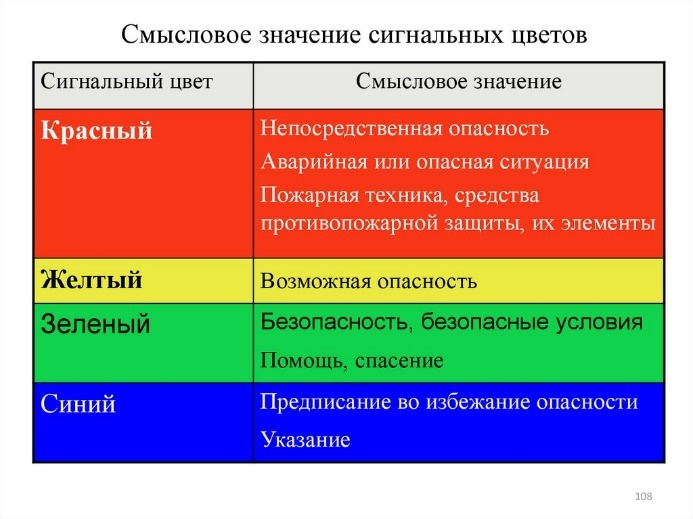 Смысловое значение сигнальных цветов
Сигнальный цвет
Смысловое значение
Красный
Непосредственная опасность
Аварийная или опасная ситуация
Пожарная техника, средства
противопожарной защиты, их элементы
Желтый
Возможная опасность
Зеленый
Безопасность, безопасные условия
Помощь, спасение
Синий
Предписание во избежание опасности
Указание
108